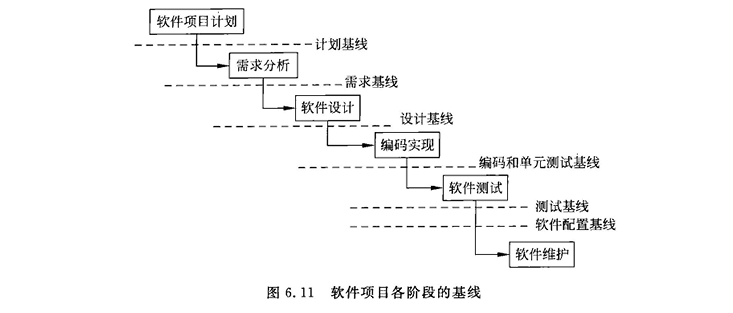 软件项目计划
计划基线
需求分析
需求基线
软件设计
设计基线
编码实现
编码和单元测试基线
软件测试
测试基线
软件配置基线
软件维护
图 6.11 软件项目各阶段的基线